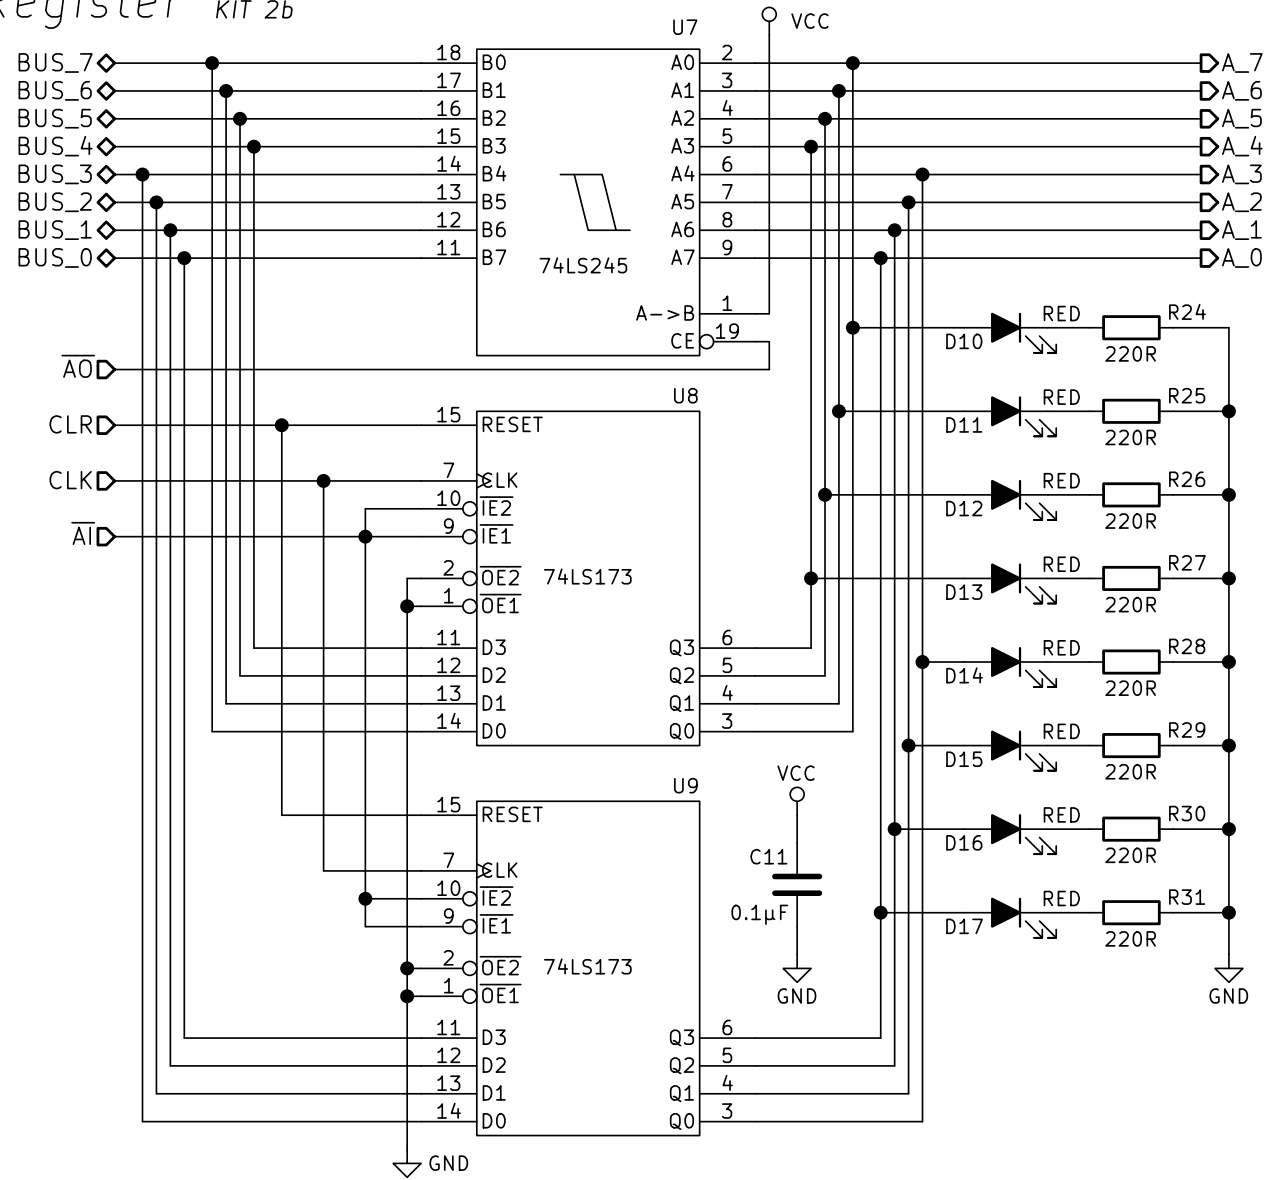 Register KIT 2b
U7
VCC
BUS_7 18 B0 A0 2 A_7
BUS_6 17 B1 A1 3 A_6
BUS_5 16 B2 A2 4 A_5
BUS_4 15 B3 A3 5 A_4
BUS_3 14 B4 A4 6 A_3
BUS_2 13 B5 A5 7 A_2
BUS_1 12 B6 A6 8 A_1
BUS_0 11 B7 A7 9 A_0
74LS245
A->B 1
CE 19
AO
D10 RED R24
220R
U8
CLR 15 RESET
D11 RED R25
220R
CLK 7 CLK
10 IE2
AI 9 IE1
D12 RED R26
220R
2 OE2 74LS173
1 OE1
D13 RED R27
220R
11 D3 Q3 6
12 D2 Q2 5
13 D1 Q1 4
14 D0 Q0 3
D14 RED R28
220R
D15 RED R29
220R
U9
VCC
15 RESET
7 CLK
10 IE2
9 IE1
C11
0.1µF
GND
D16 RED R30
220R
D17 RED R31
220R
GND
2 OE2 74LS173
1 OE1
11 D3 Q3 6
12 D2 Q2 5
13 D1 Q1 4
14 D0 Q0 3
GND